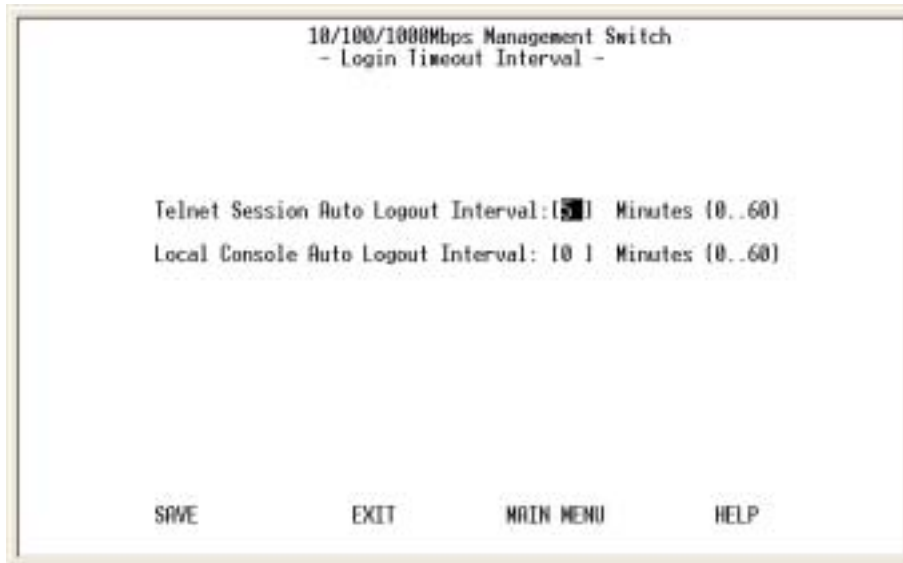 10/100/1000Mbps Management Switch
- Login Timeout Interval -
Telnet Session Auto Logout Interval:[5 ] Minutes (0..60)
Local Console Auto Logout Interval: [0 ] Minutes (0..60)
SAVE EXIT MAIN MENU HELP